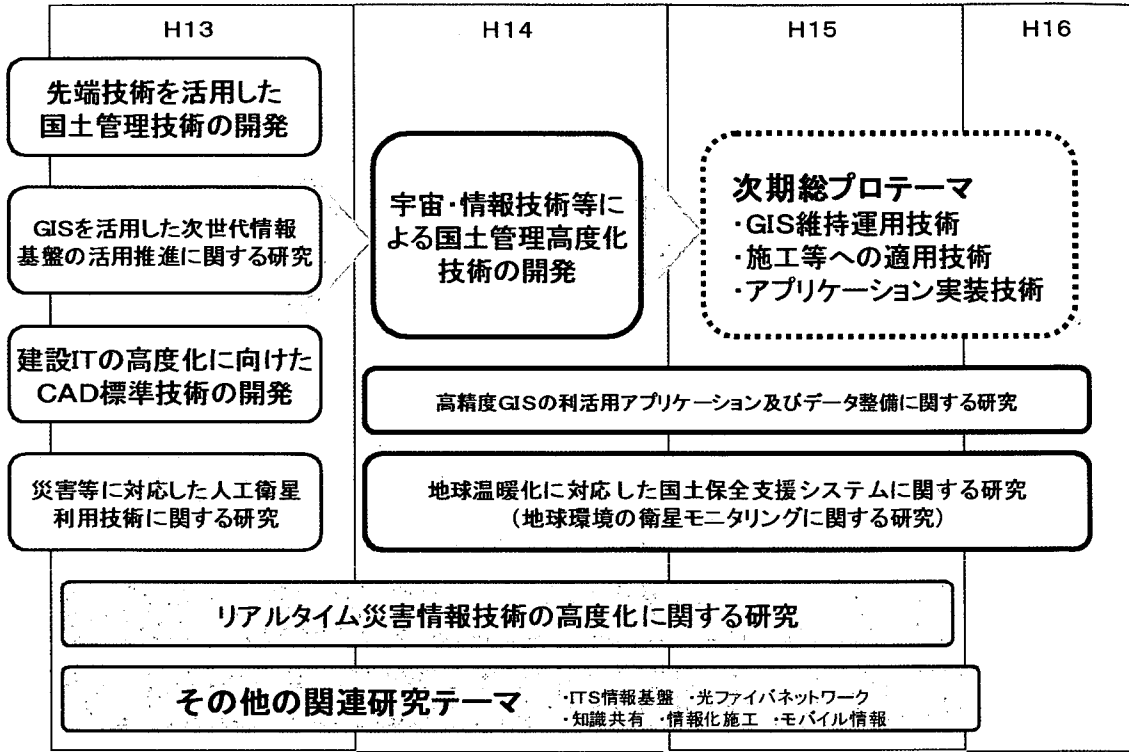 H13
H14
H15
H16
先端技術を活用した
国土管理技術の開発
GISを活用した次世代情報
基盤の活用推進に関する研究
建設ITの高度化に向けた
CAD標準技術の開発
災害等に対応した人工衛星
利用技術に関する研究
宇宙・情報技術等に
よる国土管理高度化
技術の開発
次期総プロテーマ
・GIS維持運用技術
・施工等への適用技術
・アプリケーション実装技術
高精度GISの利活用アプリケーション及びデータ整備に関する研究
地球温暖化に対応した国土保全支援システムに関する研究
(地球環境の衛星モニタリングに関する研究)
リアルタイム災害情報技術の高度化に関する研究
その他の関連研究テーマ
・ITS情報基盤 ・光ファイバネットワーク
・知識共有 ・情報化施工 ・モバイル情報